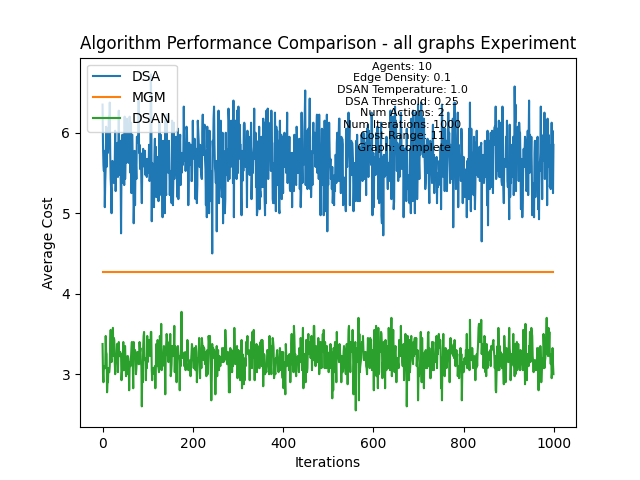 Algorithm Performance Comparison - all graphs Experiment
DSA
MGM
DSAN
Agents: 10
Edge Density: 0.1
DSAN Temperature: 1.0
DSA Threshold: 0.25
Num Actions: 2
Num Iterations: 1000
Cost Range: 11
Graph: complete
Average Cost
6
5
4
3
0
200
400
600
800
1000
Iterations